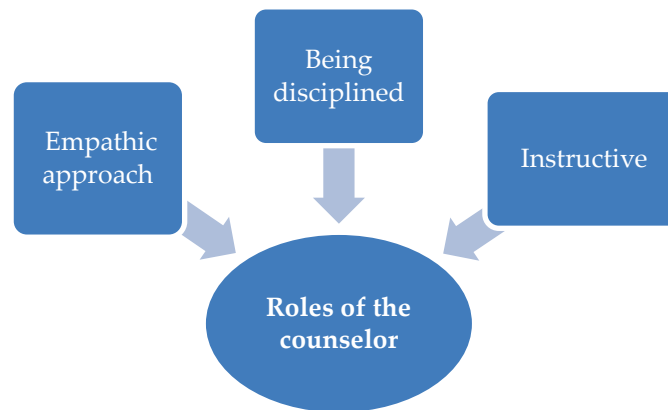 Being
disciplined
Empathic
approach
Instructive
Roles of the
counselor